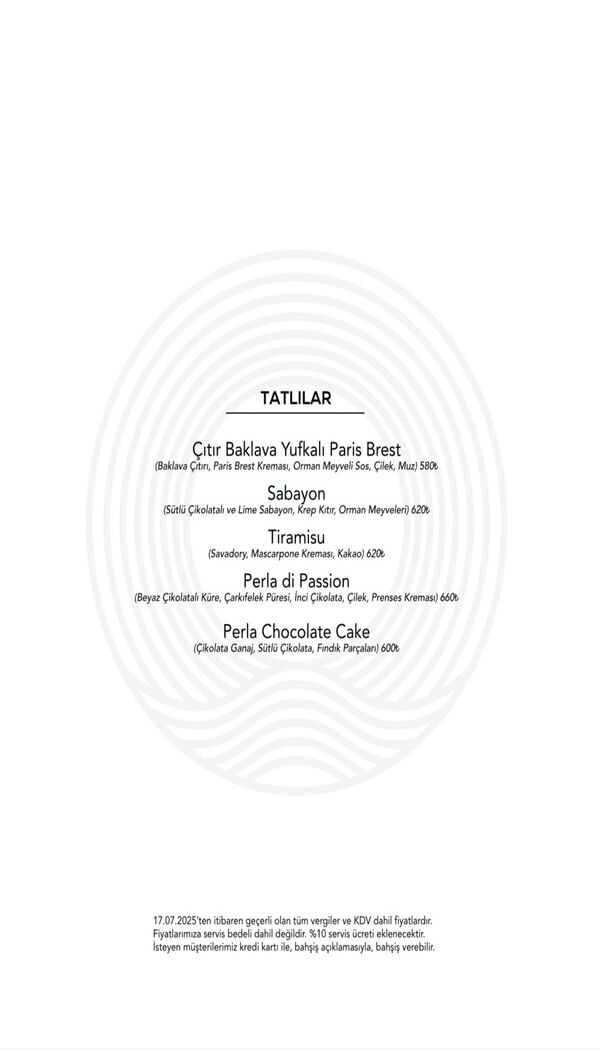 TATLILAR
Çıtır Baklava Yufkalı Paris Brest
(Baklava Çıtırı, Paris Brest Kreması, Orman Meyveli Sos, Çilek, Muz) 580₺
Sabayon
(Sütlü Çikolatalı ve Lime Sabayon, Krep Kıtır, Orman Meyveleri) 620₺
Tiramisu
(Savadory, Mascarpone Kreması, Kakao) 620₺
Perla di Passion
(Beyaz Çikolatalı Küre, Çarkıfelek Püresi, İnci Çikolata, Çilek, Prenses Kreması) 660₺
Perla Chocolate Cake
(Çikolata Ganaj, Sütlü Çikolata, Fındık Parçaları) 600₺
17.07.2025'ten itibaren geçerli olan tüm vergiler ve KDV dahil fiyatlardır.
Fiyatlarımıza servis bedeli dahil değildir. %10 servis ücreti eklenecektir.
İsteyen müşterilerimiz kredi kartı ile, bahşiş açıklamasıyla, bahşiş verebilir.